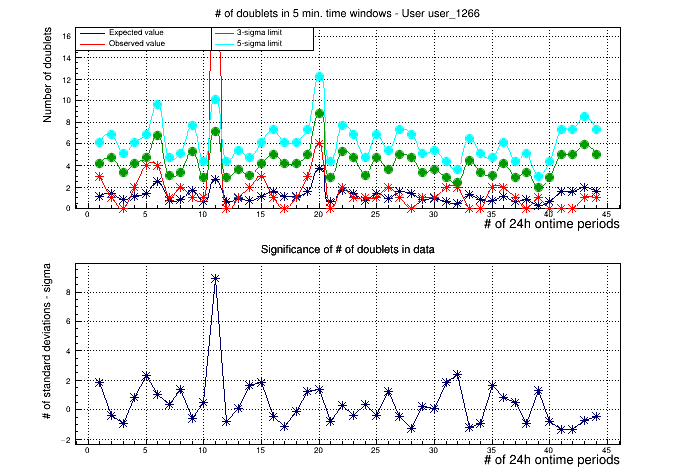 # of doublets in 5 min. time windows - User user_1266
Number of doublets
Expected value
Observed value
3-sigma limit
5-sigma limit
16
14
12
10
8
6
4
2
0
0 5 10 15 20 25 30 35 40 45
# of 24h ontime periods
Significance of # of doublets in data
# of standard deviations - sigma
8
6
4
2
0
−2
0 5 10 15 20 25 30 35 40 45
# of 24h ontime periods